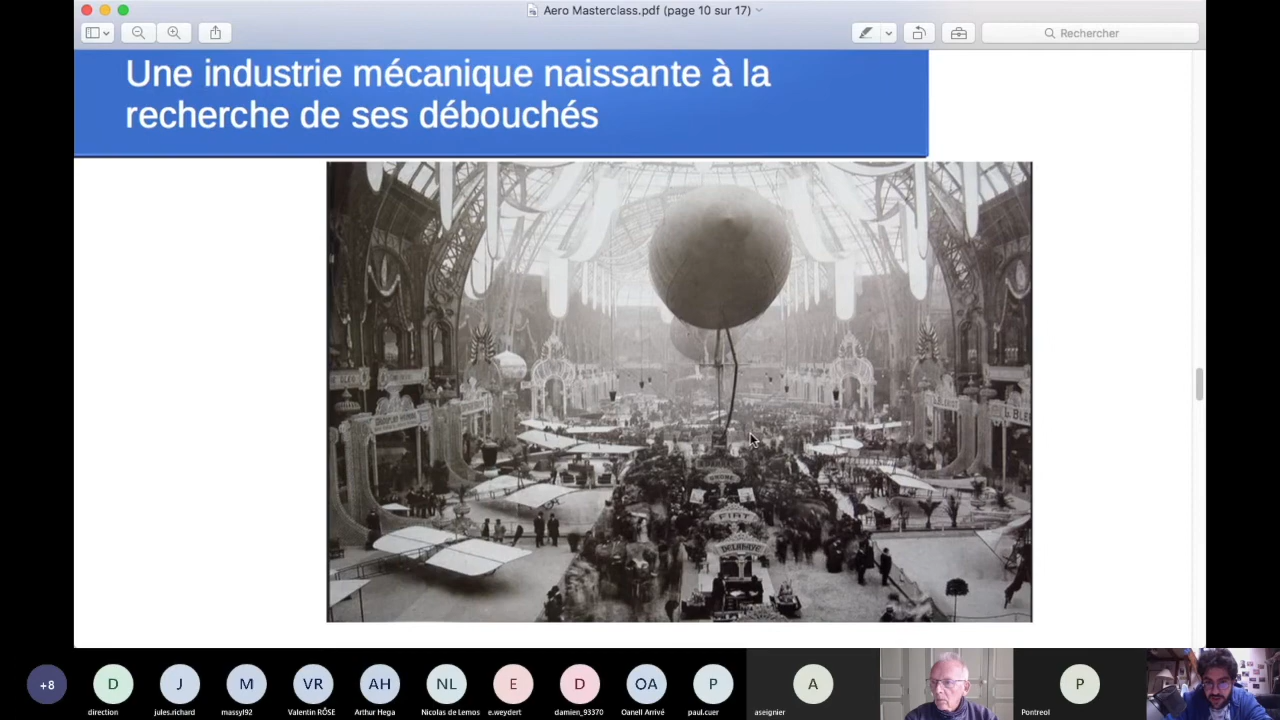 Aero Masterclass.pdf (page 10 sur 17)
Rechercher
Une industrie mécanique naissante à la
recherche de ses débouchés
FIAT
DELAHAYE
+8
D
J
M
VR
AH
NL
E
D
OA
P
A
P
direction
jules.richard
massyl92
Valentin RÔSE
Arthur Hega
Nicolas de Lemos
e.weydert
damien_93370
Oanell Arrivé
paul.cuer
aseignier
Pontreol